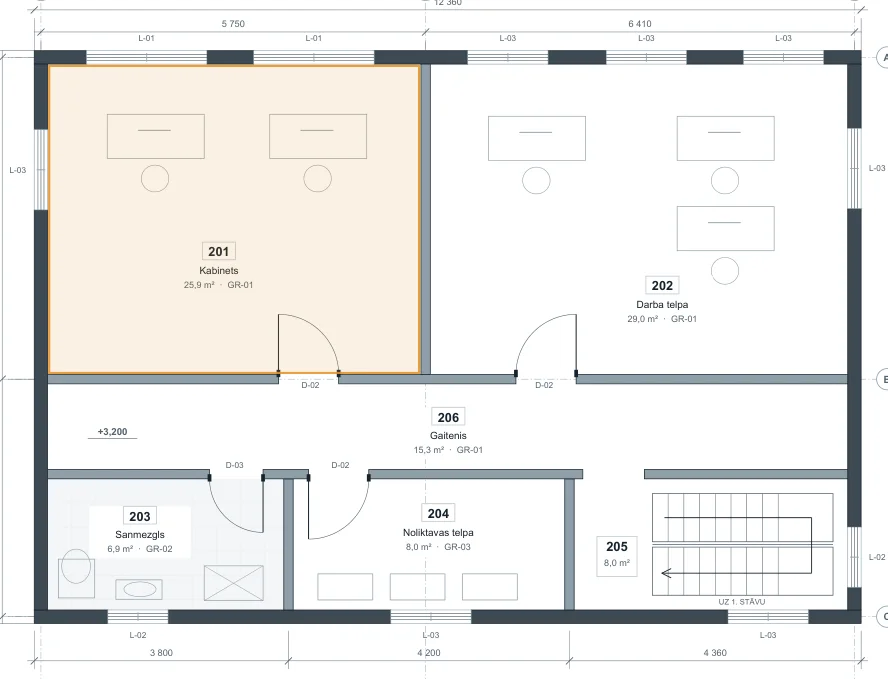 12 360
5 750
6 410
L-01
L-01
L-03
L-03
L-03
A
L-03
L-03
201
Kabinets
25,9 m² · GR-01
202
Darba telpa
29,0 m² · GR-01
D-02
D-02
206
Gaitenis
15,3 m² · GR-01
+3,200
D-03
D-02
203
Sanmezgls
6,9 m² · GR-02
204
Noliktavas telpa
8,0 m² · GR-03
205
8,0 m²
L-02
UZ 1. STĀVU
L-02
L-03
L-03
3 800
4 200
4 360